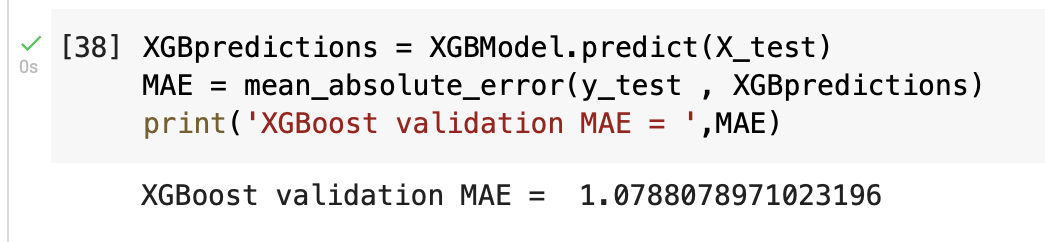 [38] XGBpredictions = XGBModel.predict(X_test)
0s
MAE = mean_absolute_error(y_test , XGBpredictions)
print('XGBoost validation MAE = ',MAE)
XGBoost validation MAE =  1.0788078971023196